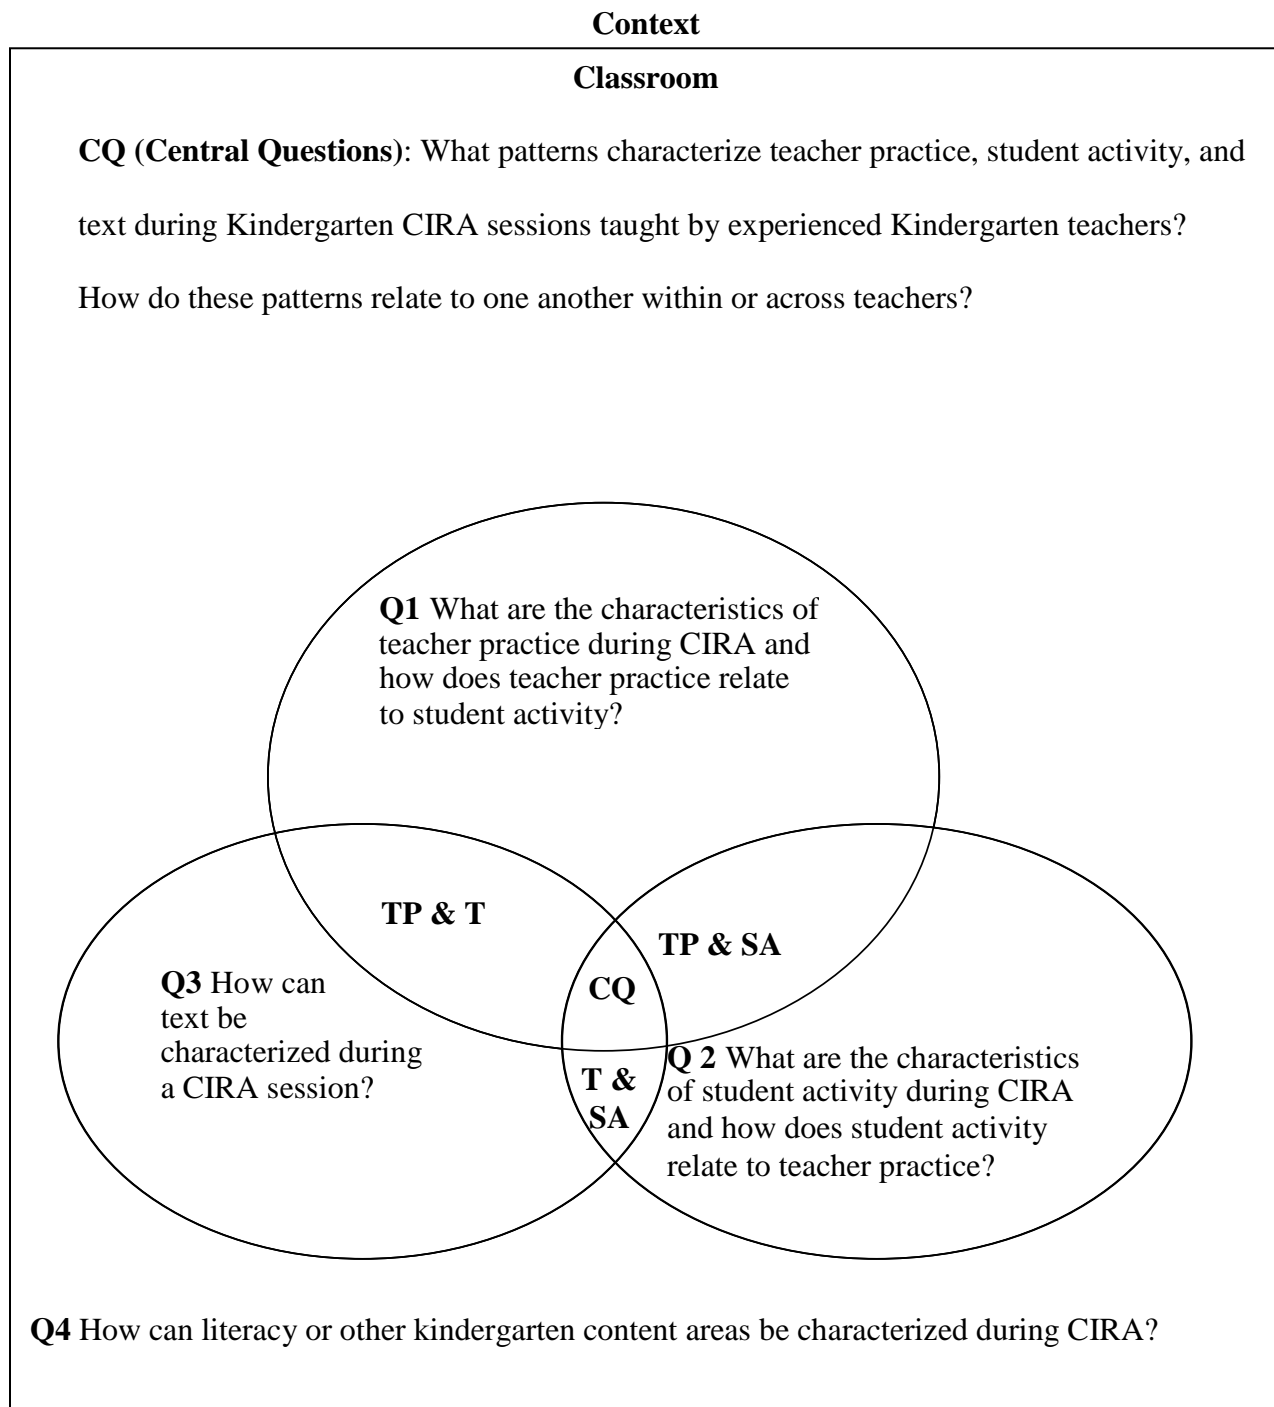 Context
Classroom
CQ (Central Questions): What patterns characterize teacher practice, student activity, and
text during Kindergarten CIRA sessions taught by experienced Kindergarten teachers?
How do these patterns relate to one another within or across teachers?
Q1 What are the characteristics of
teacher practice during CIRA and
how does teacher practice relate
to student activity?
TP & T
TP & SA
CQ
Q3 How can
text be
characterized during
a CIRA session?
T &
SA
Q 2 What are the characteristics
of student activity during CIRA
and how does student activity
relate to teacher practice?
Q4 How can literacy or other kindergarten content areas be characterized during CIRA?